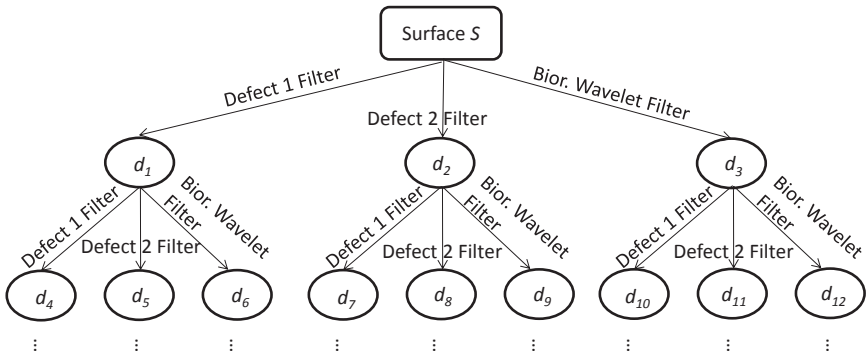 Surface S
Defect 1 Filter
Defect 2 Filter
Bior. Wavelet Filter
d1
d2
d3
Defect 1 Filter
Defect 2 Filter
Bior. Wavelet
Filter
Defect 1 Filter
Defect 2 Filter
Bior. Wavelet
Filter
Defect 1 Filter
Defect 2 Filter
Bior. Wavelet
Filter
d4
d5
d6
d7
d8
d9
d10
d11
d12
... ... ... ... ... ... ... ... ...